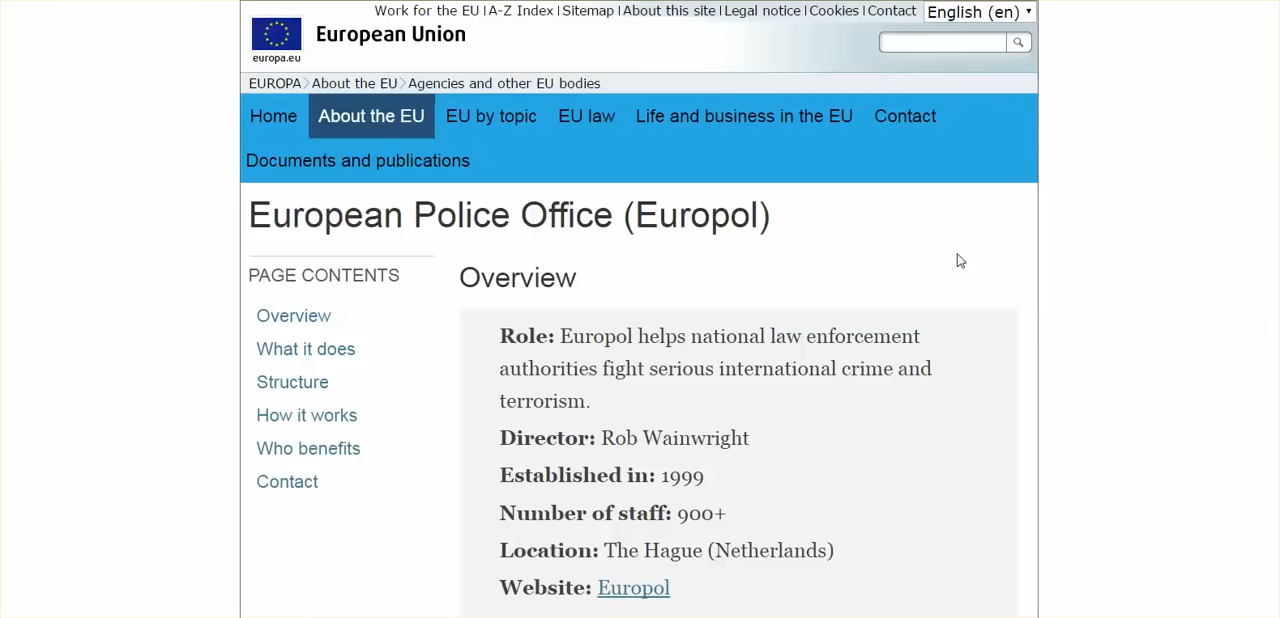 Work for the EU | A-Z Index | Sitemap | About this site | Legal notice | Cookies | Contact English (en)
European Union
europa.eu
EUROPA About the EU Agencies and other EU bodies
Home About the EU EU by topic EU law Life and business in the EU Contact
Documents and publications
European Police Office (Europol)
PAGE CONTENTS
Overview
What it does
Structure
How it works
Who benefits
Contact
Overview
Role: Europol helps national law enforcement
authorities fight serious international crime and
terrorism.
Director: Rob Wainwright
Established in: 1999
Number of staff: 900+
Location: The Hague (Netherlands)
Website: Europol